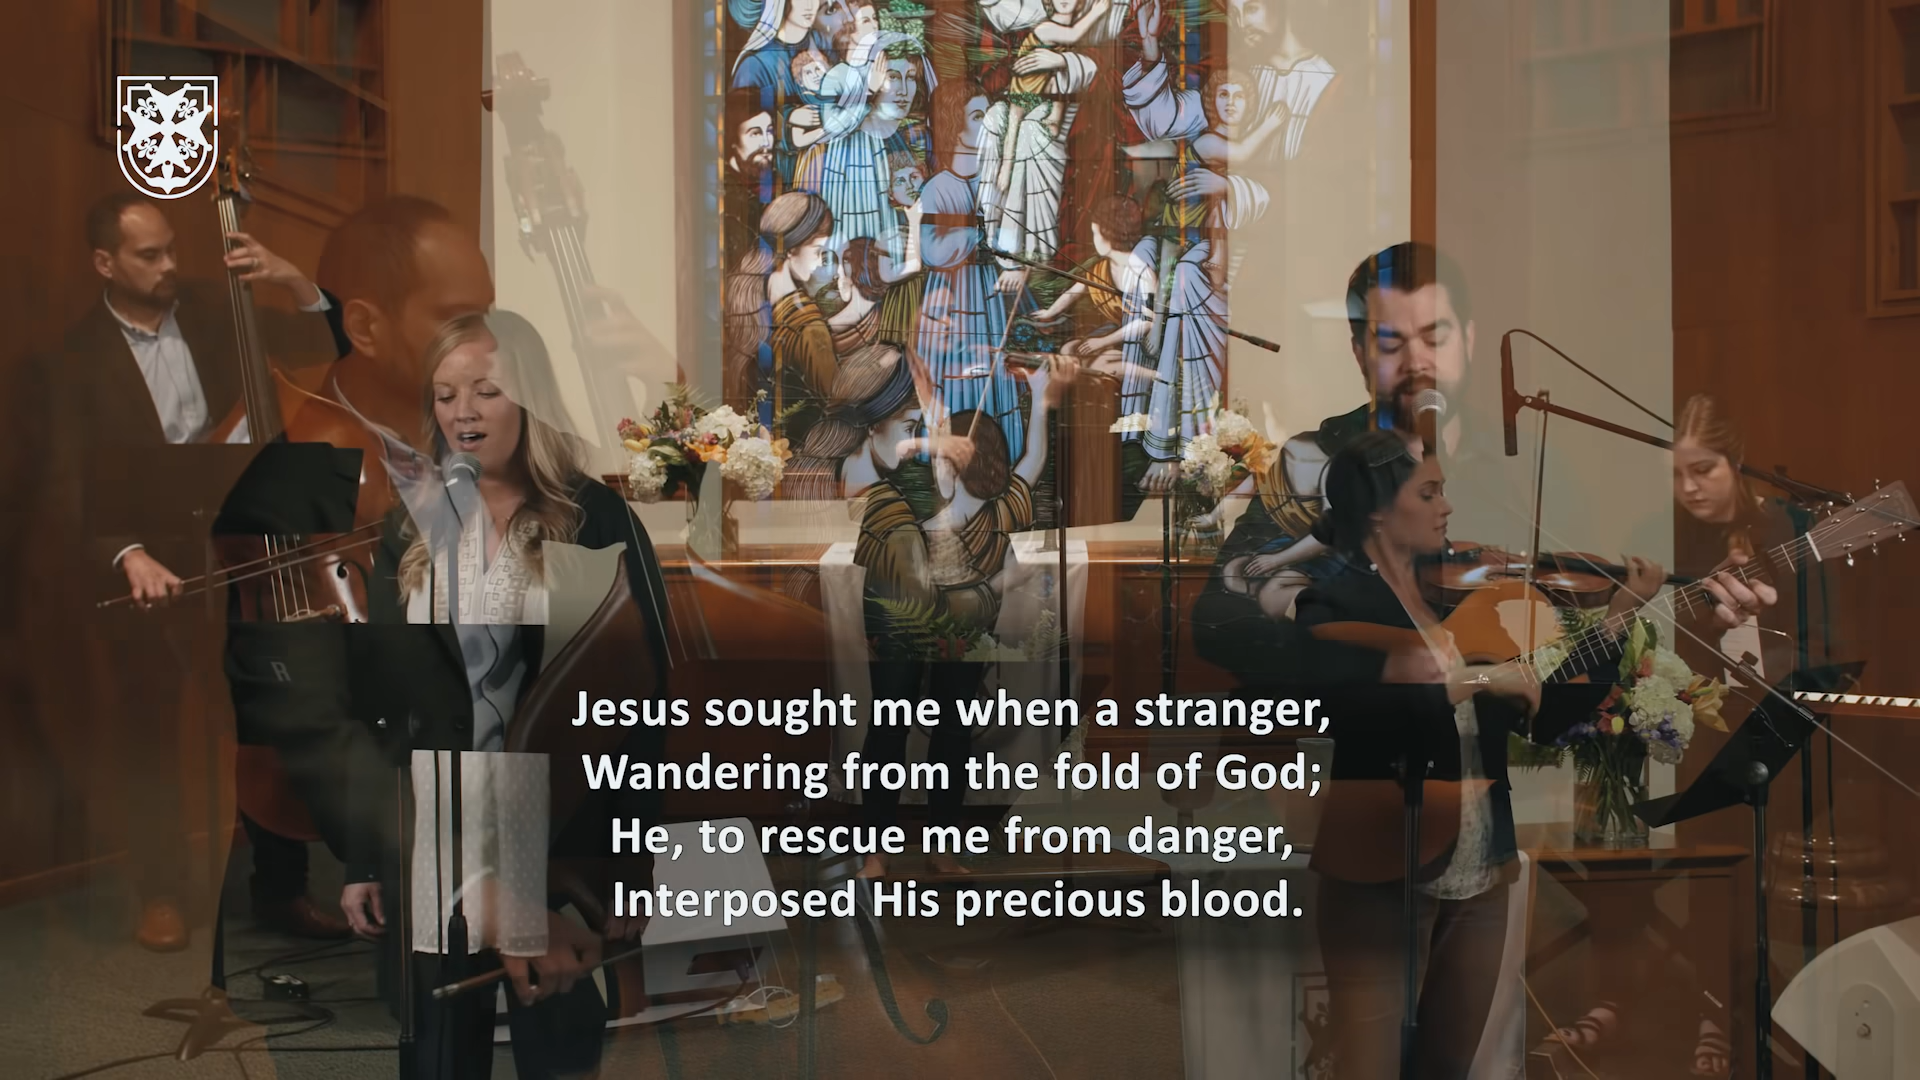 Jesus sought me when a stranger,
Wandering from the fold of God;
He, to rescue me from danger,
Interposed His precious blood.
R